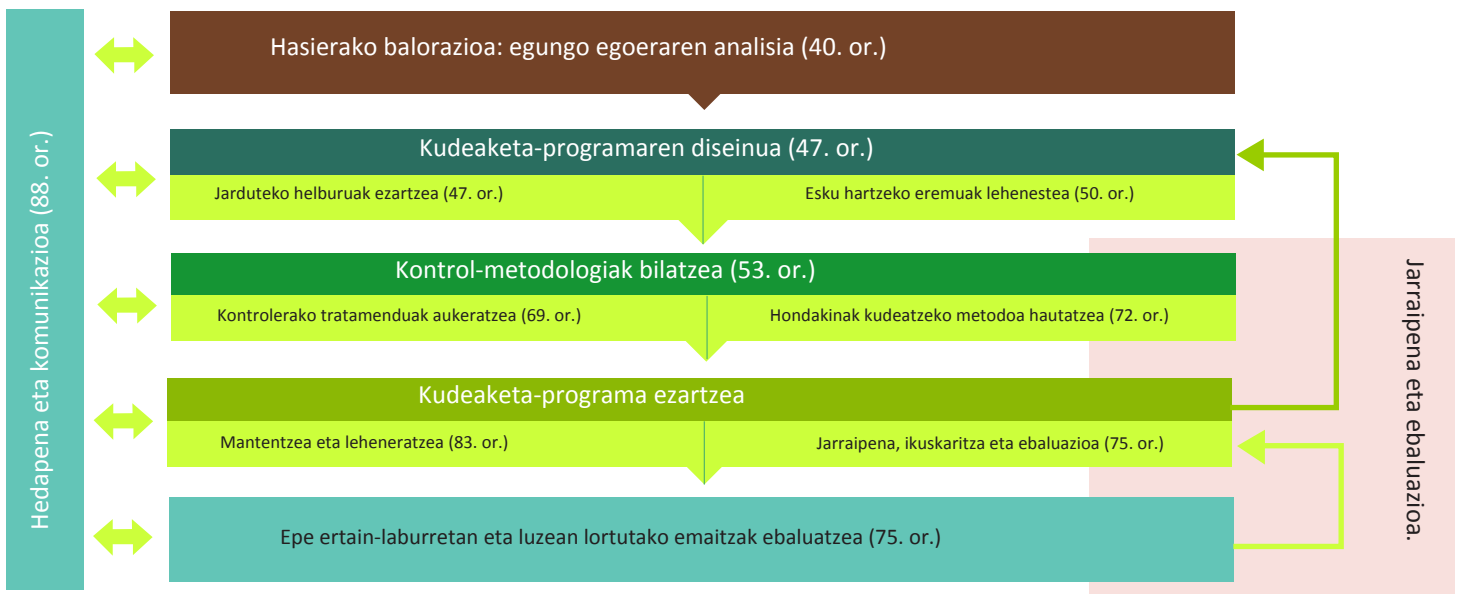 Hedapena eta komunikazioa (88. or.)
Hasierako balorazioa: egungo egoeraren analisia (40. or.)
Kudeaketa-programaren diseinua (47. or.)
Jarduteko helburuak ezartzea (47. or.)
Esku hartzeko eremuak lehenestea (50. or.)
Kontrol-metodologiak bilatzea (53. or.)
Kontrolerako tratamenduak aukeratzea (69. or.)
Hondakinak kudeatzeko metodoa hautatzea (72. or.)
Kudeaketa-programa ezartzea
Mantentzea eta leheneratzea (83. or.)
Jarraipena, ikuskaritza eta ebaluazioa (75. or.)
Epe ertain-laburretan eta luzean lortutako emaitzak ebaluatzea (75. or.)
Jarraipena eta ebaluazioa.